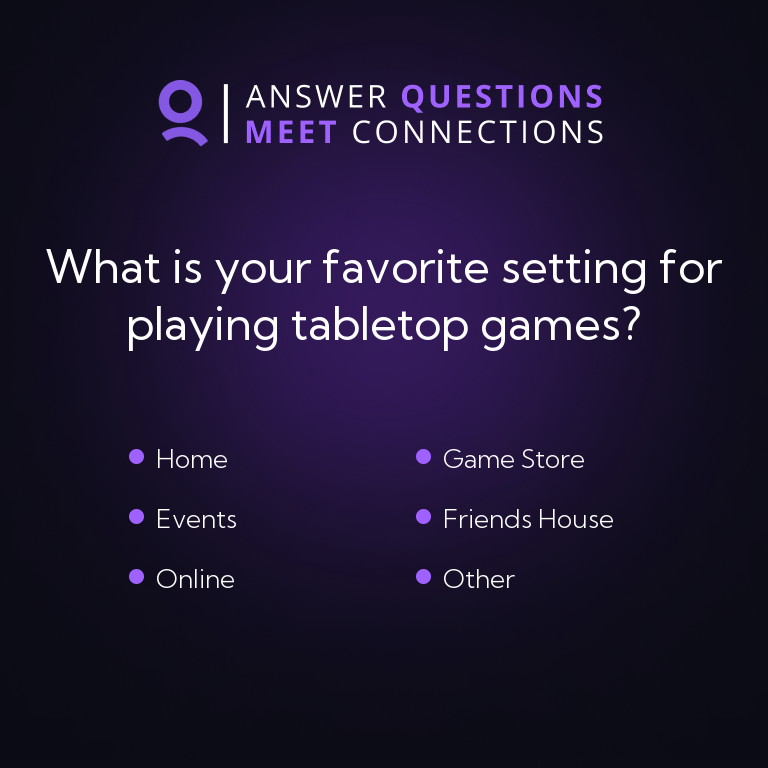 ANSWER QUESTIONS
MEET CONNECTIONS
What is your favorite setting for
playing tabletop games?
Home
Game Store
Events
Friends House
Online
Other